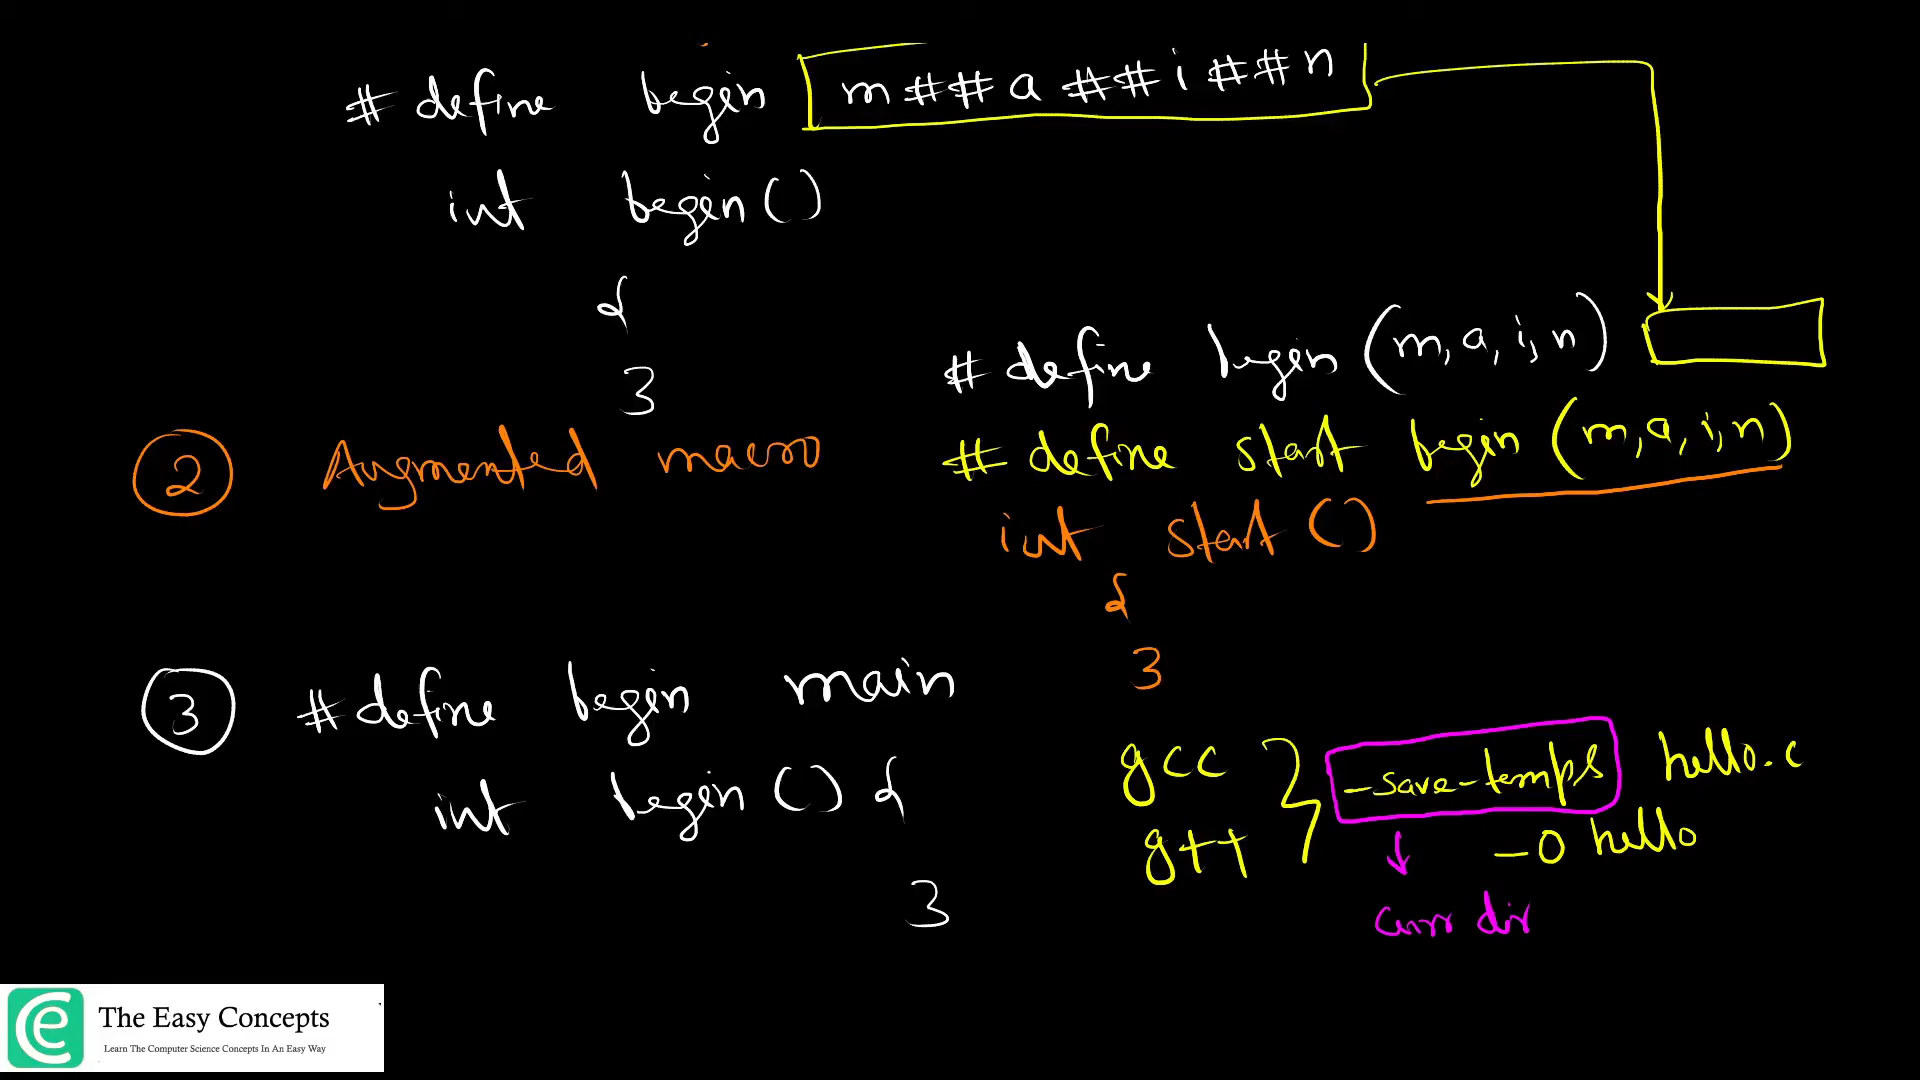 # define begin m##a##i##n
int begin()
{
}
# define begin (m, a, i, n)
② Augmented macro
# define start begin (m, a, i, n)
int start()
{
}
③ #define begin main
int begin() {
}
gcc
g++
} -save-temps hello.c
-o hello
↓
curr dir
The Easy Concepts
Learn The Computer Science Concepts In An Easy Way